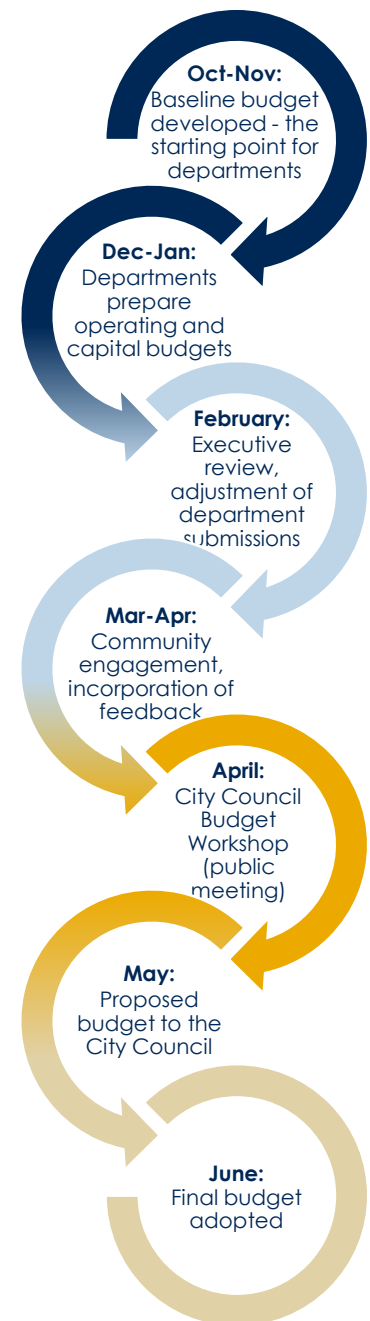 Oct-Nov:
Baseline budget
developed - the
starting point for
departments
Dec-Jan:
Departments
prepare
operating and
capital budgets
February:
Executive
review,
adjustment of
department
submissions
Mar-Apr:
Community
engagement,
incorporation of
feedback
April:
City Council
Budget
Workshop
(public
meeting)
May:
Proposed
budget to the
City Council
June:
Final budget
adopted